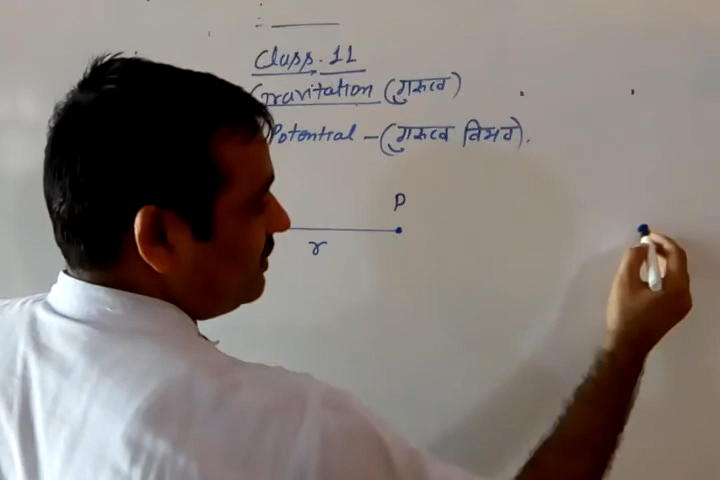 Class. 11
Gravitation (गुरुत्व)
Potential - (गुरुत्व विभव).
P
r